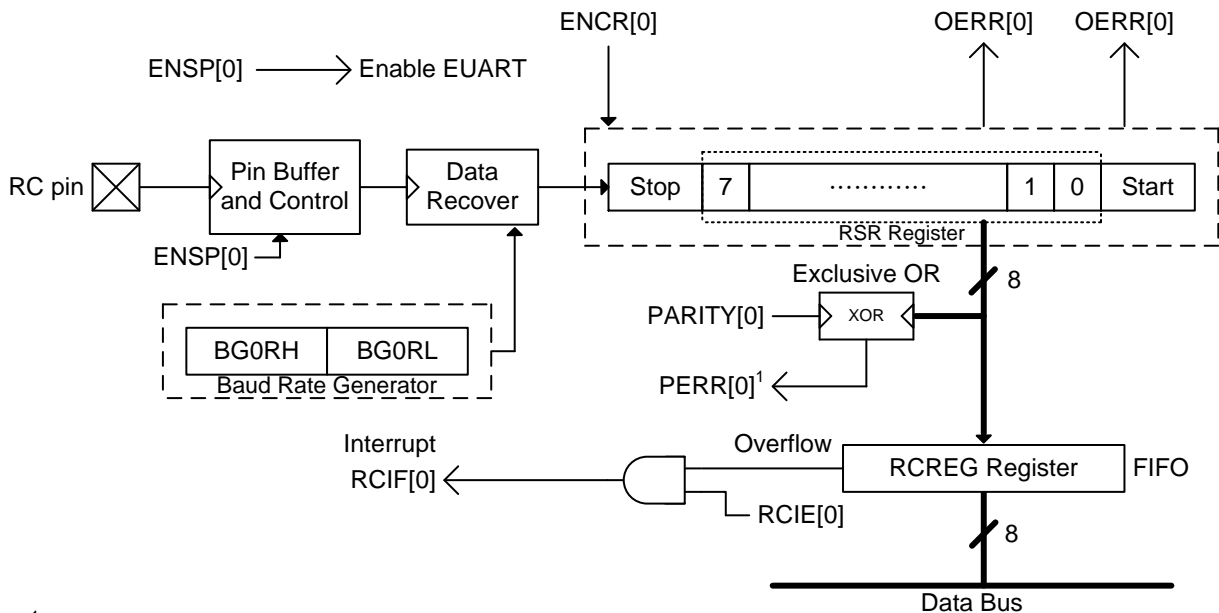 ENCR[0] OERR[0] OERR[0]
ENSP[0] Enable EUART
RC pin
Pin Buffer
and Control
Data
Recover
Stop 7 ............ 1 0 Start
RSR Register
ENSP[0]
8
Exclusive OR
PARITY[0] XOR
BG0RH BG0RL
Baud Rate Generator
PERR[0]¹
Interrupt
RCIF[0]
Overflow
RCREG Register FIFO
RCIE[0]
8
Data Bus